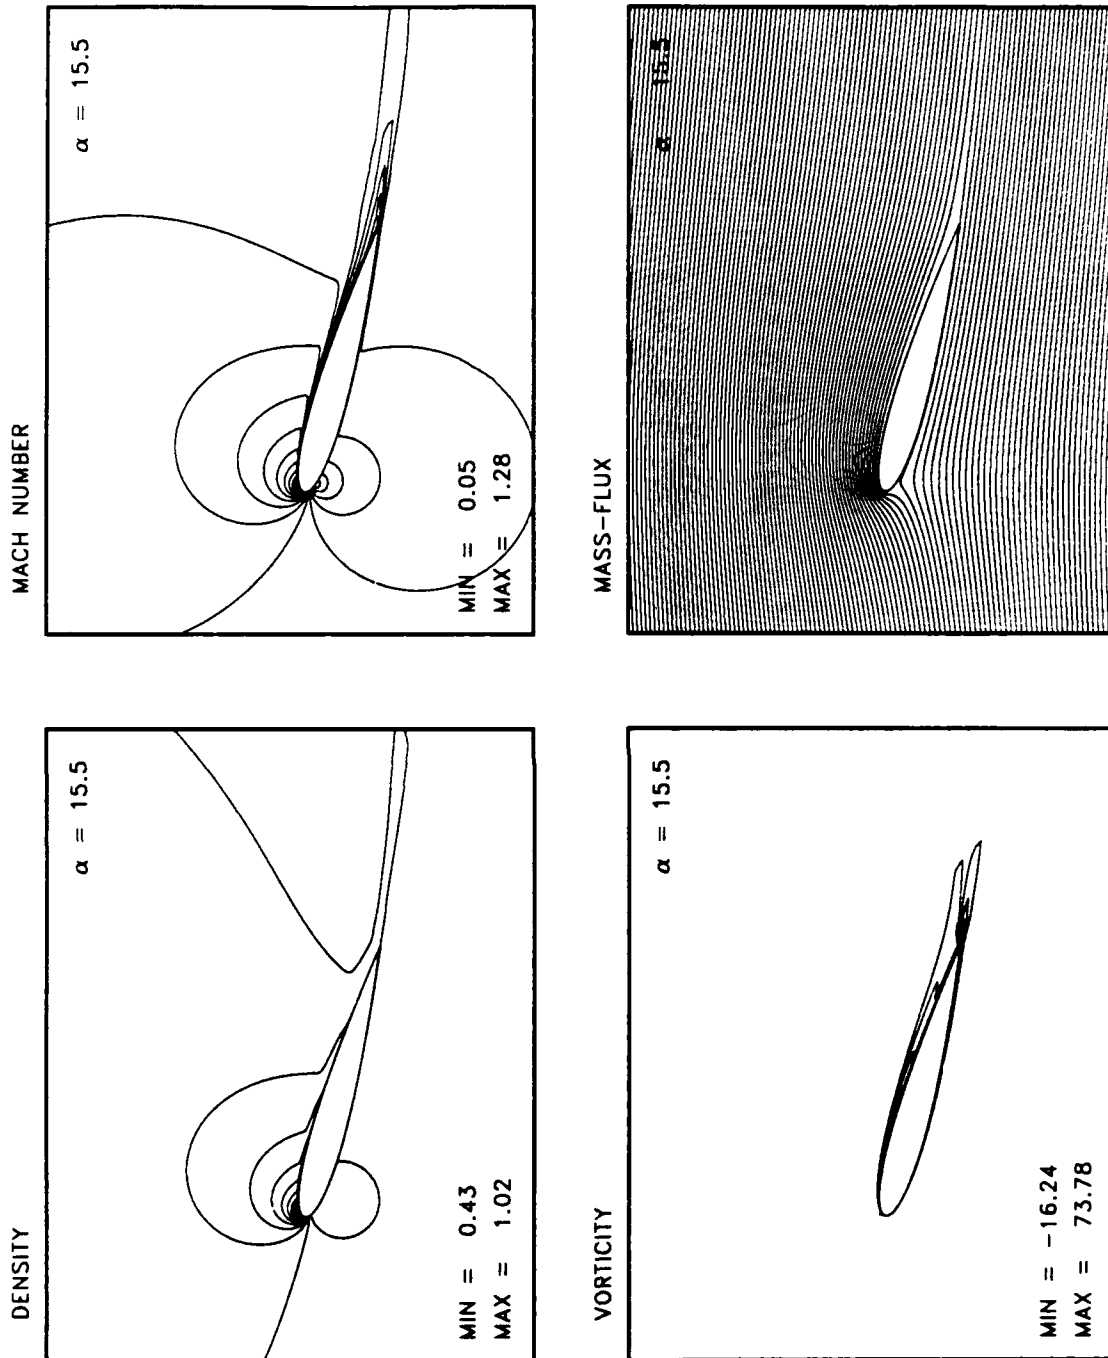 DENSITY
α = 15.5
MIN = 0.43
MAX = 1.02
MACH NUMBER
α = 15.5
MIN = 0.05
MAX = 1.28
VORTICITY
α = 15.5
MIN = -16.24
MAX = 73.78
MASS-FLUX
α 15.5